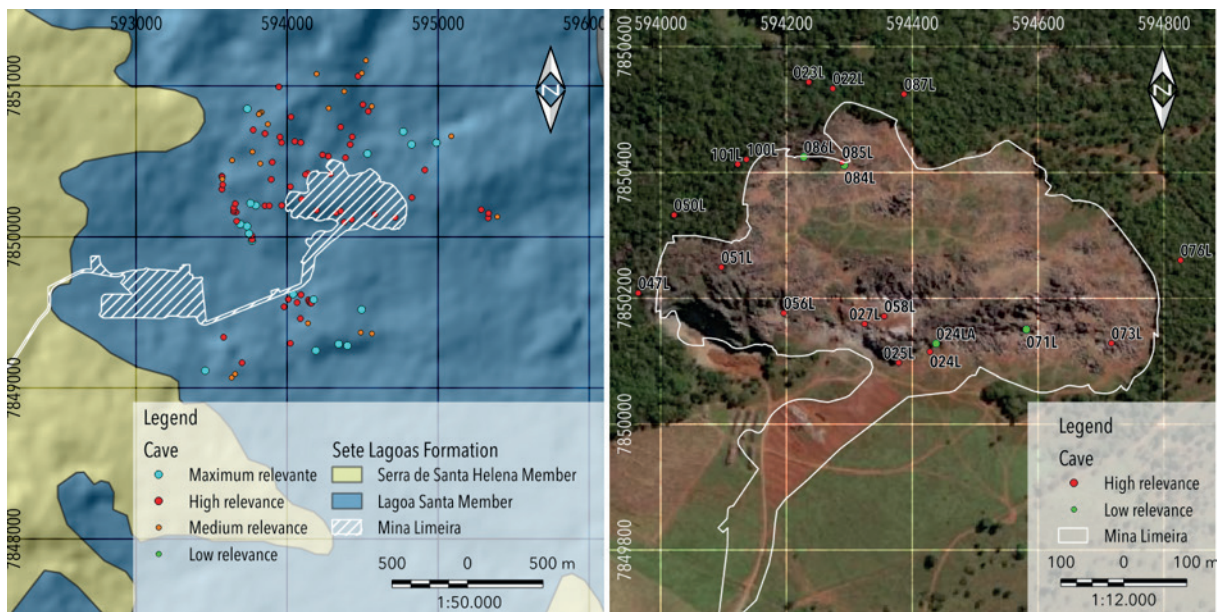 593000
594000
595000
596000
7851000
7850000
7849000
7848000
N
Legend
Cave
Maximum relevante
High relevance
Medium relevance
Low relevance
Sete Lagoas Formation
Serra de Santa Helena Member
Lagoa Santa Member
Mina Limeira
500 0 500 m
1:50.000
594000
594200
594400
594600
594800
7850600
7850400
7850200
7850000
7849800
N
023L
022L
087L
101L
100L
086L
085L
084L
050L
051L
076L
047L
056L
058L
027L
024LA
071L
073L
025L
024L
Legend
Cave
High relevance
Low relevance
Mina Limeira
100 0 100 m
1:12.000